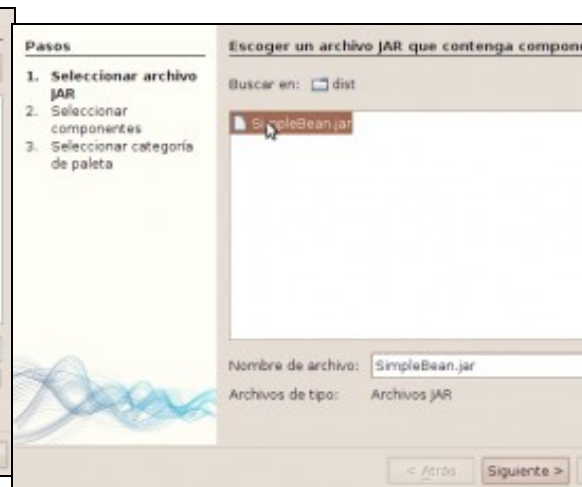 Pasos
1. Seleccionar archivo
JAR
2. Seleccionar
componentes
3. Seleccionar categoría
de paleta
Escoger un archivo JAR que contenga compone
Buscar en: dist
SimpleBean.jar
Nombre de archivo: SimpleBean.jar
Archivos de tipo: Archivos JAR
< Atrás Siguiente >